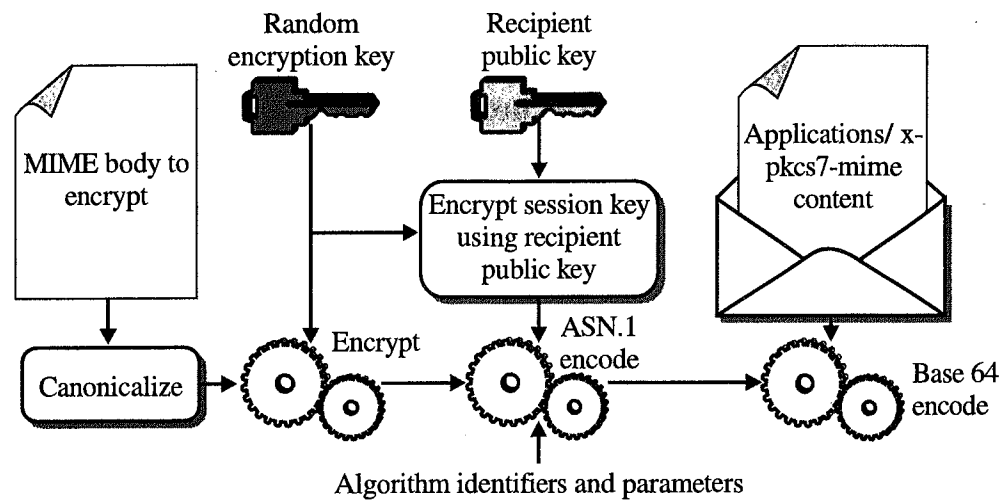 Random
encryption key
Recipient
public key
MIME body to
encrypt
Applications/ x-
pkcs7-mime
content
Encrypt session key
using recipient
public key
Canonicalize
Encrypt
ASN.1
encode
Base 64
encode
Algorithm identifiers and parameters